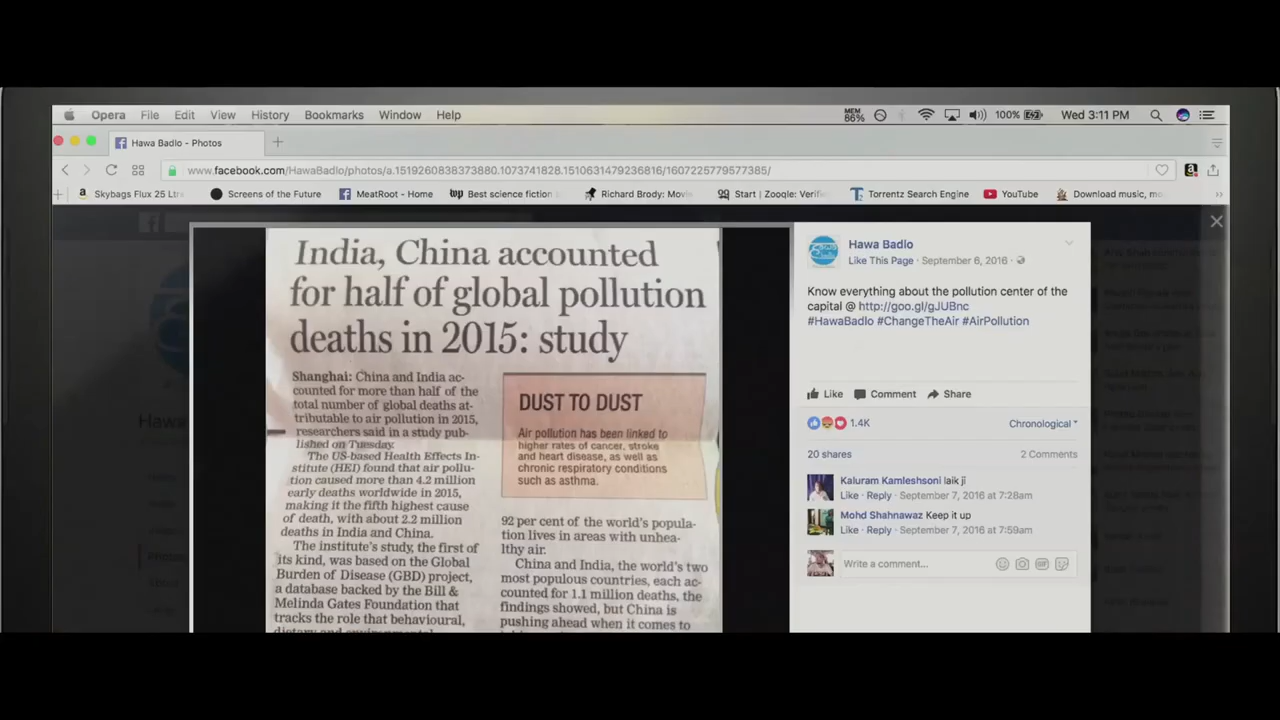 Opera File Edit View History Bookmarks Window Help MEM 86% 100% Wed 3:11 PM
Hawa Badlo - Photos
www.facebook.com/HawaBadlo/photos/a.1519260838373880.1073741828.1510631479236816/1607225779577385/
Skybags Flux 25 Ltr Screens of the Future MeatRoot - Home Best science fiction Richard Brody: Movi Start | Zooqle: Verifi Torrentz Search Engine YouTube Download music, mo
India, China accounted
for half of global pollution
deaths in 2015: study
Shanghai: China and India ac-
counted for more than half of the
total number of global deaths at-
tributable to air pollution in 2015,
researchers said in a study pub-
lished on Tuesday.
The US-based Health Effects In-
stitute (HEI) found that air pollu-
tion caused more than 4.2 million
early deaths worldwide in 2015,
making it the fifth highest cause
of death, with about 2.2 million
deaths in India and China.
The institute's study, the first of
its kind, was based on the Global
Burden of Disease (GBD) project,
a database backed by the Bill &
Melinda Gates Foundation that
tracks the role that behavioural,
dietary and environmental
DUST TO DUST
Air pollution has been linked to
higher rates of cancer, stroke
and heart disease, as well as
chronic respiratory conditions
such as asthma.
92 per cent of the world's popula-
tion lives in areas with unhea-
lthy air.
China and India, the world's two
most populous countries, each ac-
counted for 1.1 million deaths, the
findings showed, but China is
pushing ahead when it comes to
Hawa Badlo
Like This Page · September 6, 2016 ·
Know everything about the pollution center of the
capital @ http://goo.gl/gJUBnc
#HawaBadlo #ChangeTheAir #AirPollution
Like Comment Share
1.4K Chronological
20 shares 2 Comments
Kaluram Kamleshsoni laik ji
Like · Reply · September 7, 2016 at 7:28am
Mohd Shahnawaz Keep it up
Like · Reply · September 7, 2016 at 7:59am
Write a comment...